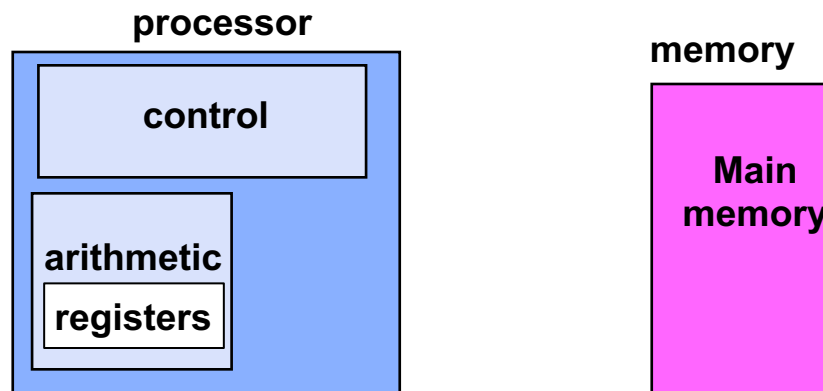 processor
memory
control
Main
memory
arithmetic
registers